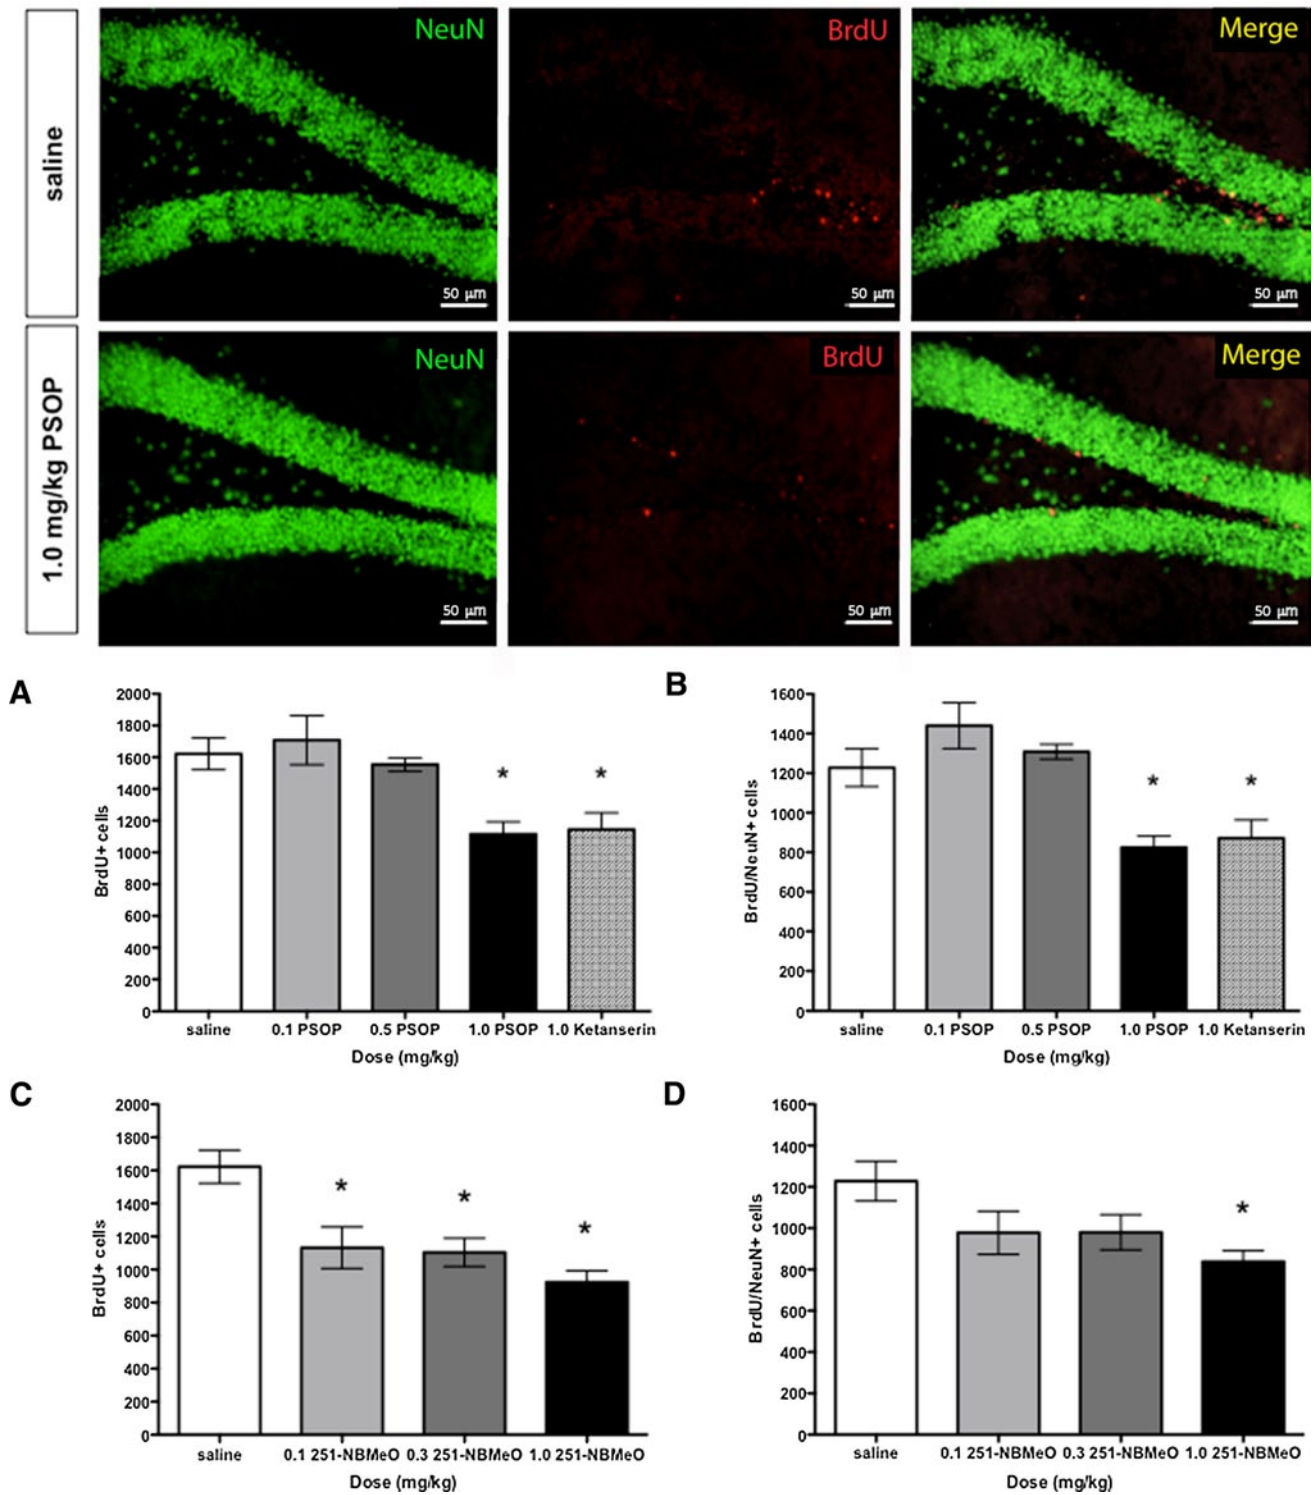 saline
NeuN
BrdU
Merge
50 µm
50 µm
50 µm
1.0 mg/kg PSOP
NeuN
BrdU
Merge
50 µm
50 µm
50 µm
A
BrdU+ cells
2000
1800
1600
1400
1200
1000
800
600
400
200
0
* *
saline 0.1 PSOP 0.5 PSOP 1.0 PSOP 1.0 Ketanserin
Dose (mg/kg)
B
BrdU/NeuN+ cells
1600
1400
1200
1000
800
600
400
200
0
* *
saline 0.1 PSOP 0.5 PSOP 1.0 PSOP 1.0 Ketanserin
Dose (mg/kg)
C
BrdU+ cells
2000
1800
1600
1400
1200
1000
800
600
400
200
0
* * *
saline 0.1 251-NBMeO 0.3 251-NBMeO 1.0 251-NBMeO
Dose (mg/kg)
D
BrdU/NeuN+ cells
1600
1400
1200
1000
800
600
400
200
0
*
saline 0.1 251-NBMeO 0.3 251-NBMeO 1.0 251-NBMeO
Dose (mg/kg)